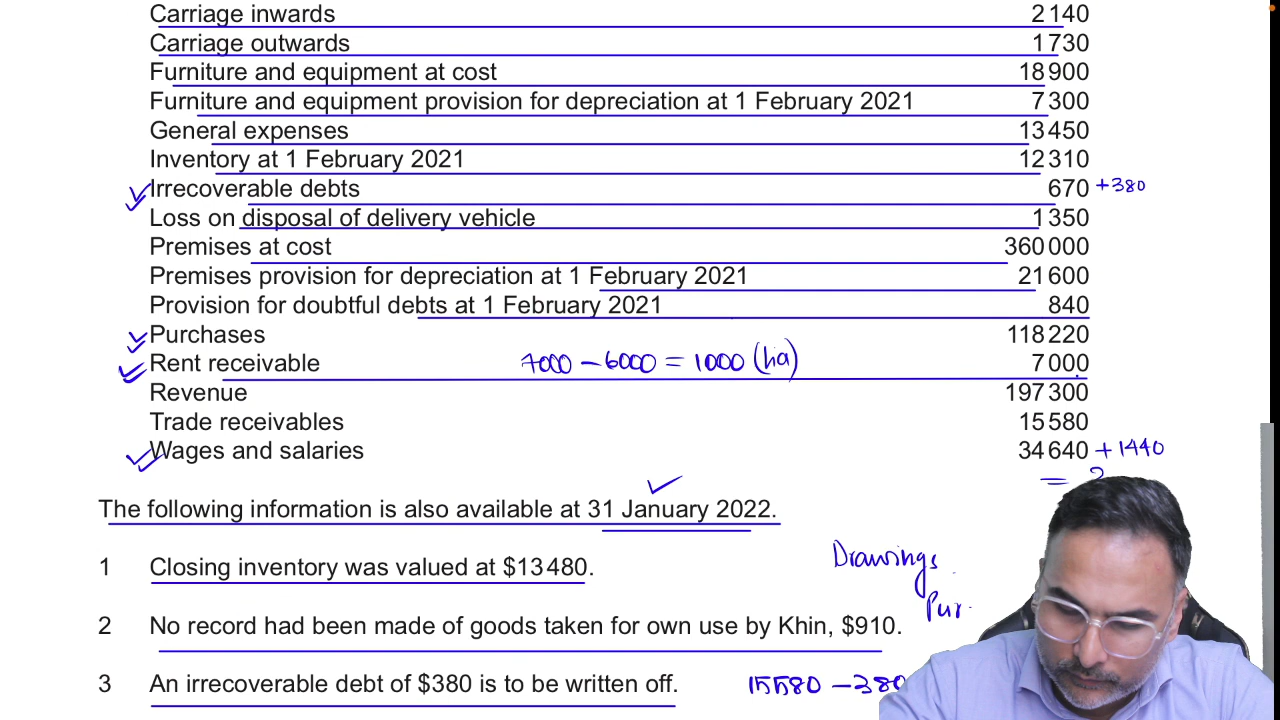 Carriage inwards 2 140
Carriage outwards 1 730
Furniture and equipment at cost 18 900
Furniture and equipment provision for depreciation at 1 February 2021 7 300
General expenses 13 450
Inventory at 1 February 2021 12 310
Irrecoverable debts 670 +380
Loss on disposal of delivery vehicle 1 350
Premises at cost 360 000
Premises provision for depreciation at 1 February 2021 21 600
Provision for doubtful debts at 1 February 2021 840
Purchases 118 220
Rent receivable 7000 – 6000 = 1000 (lia) 7 000
Revenue 197 300
Trade receivables 15 580
Wages and salaries 34 640 + 1440
=
The following information is also available at 31 January 2022.
1 Closing inventory was valued at $13 480.
Drawings
Pur
2 No record had been made of goods taken for own use by Khin, $910.
3 An irrecoverable debt of $380 is to be written off. 15580 – 380